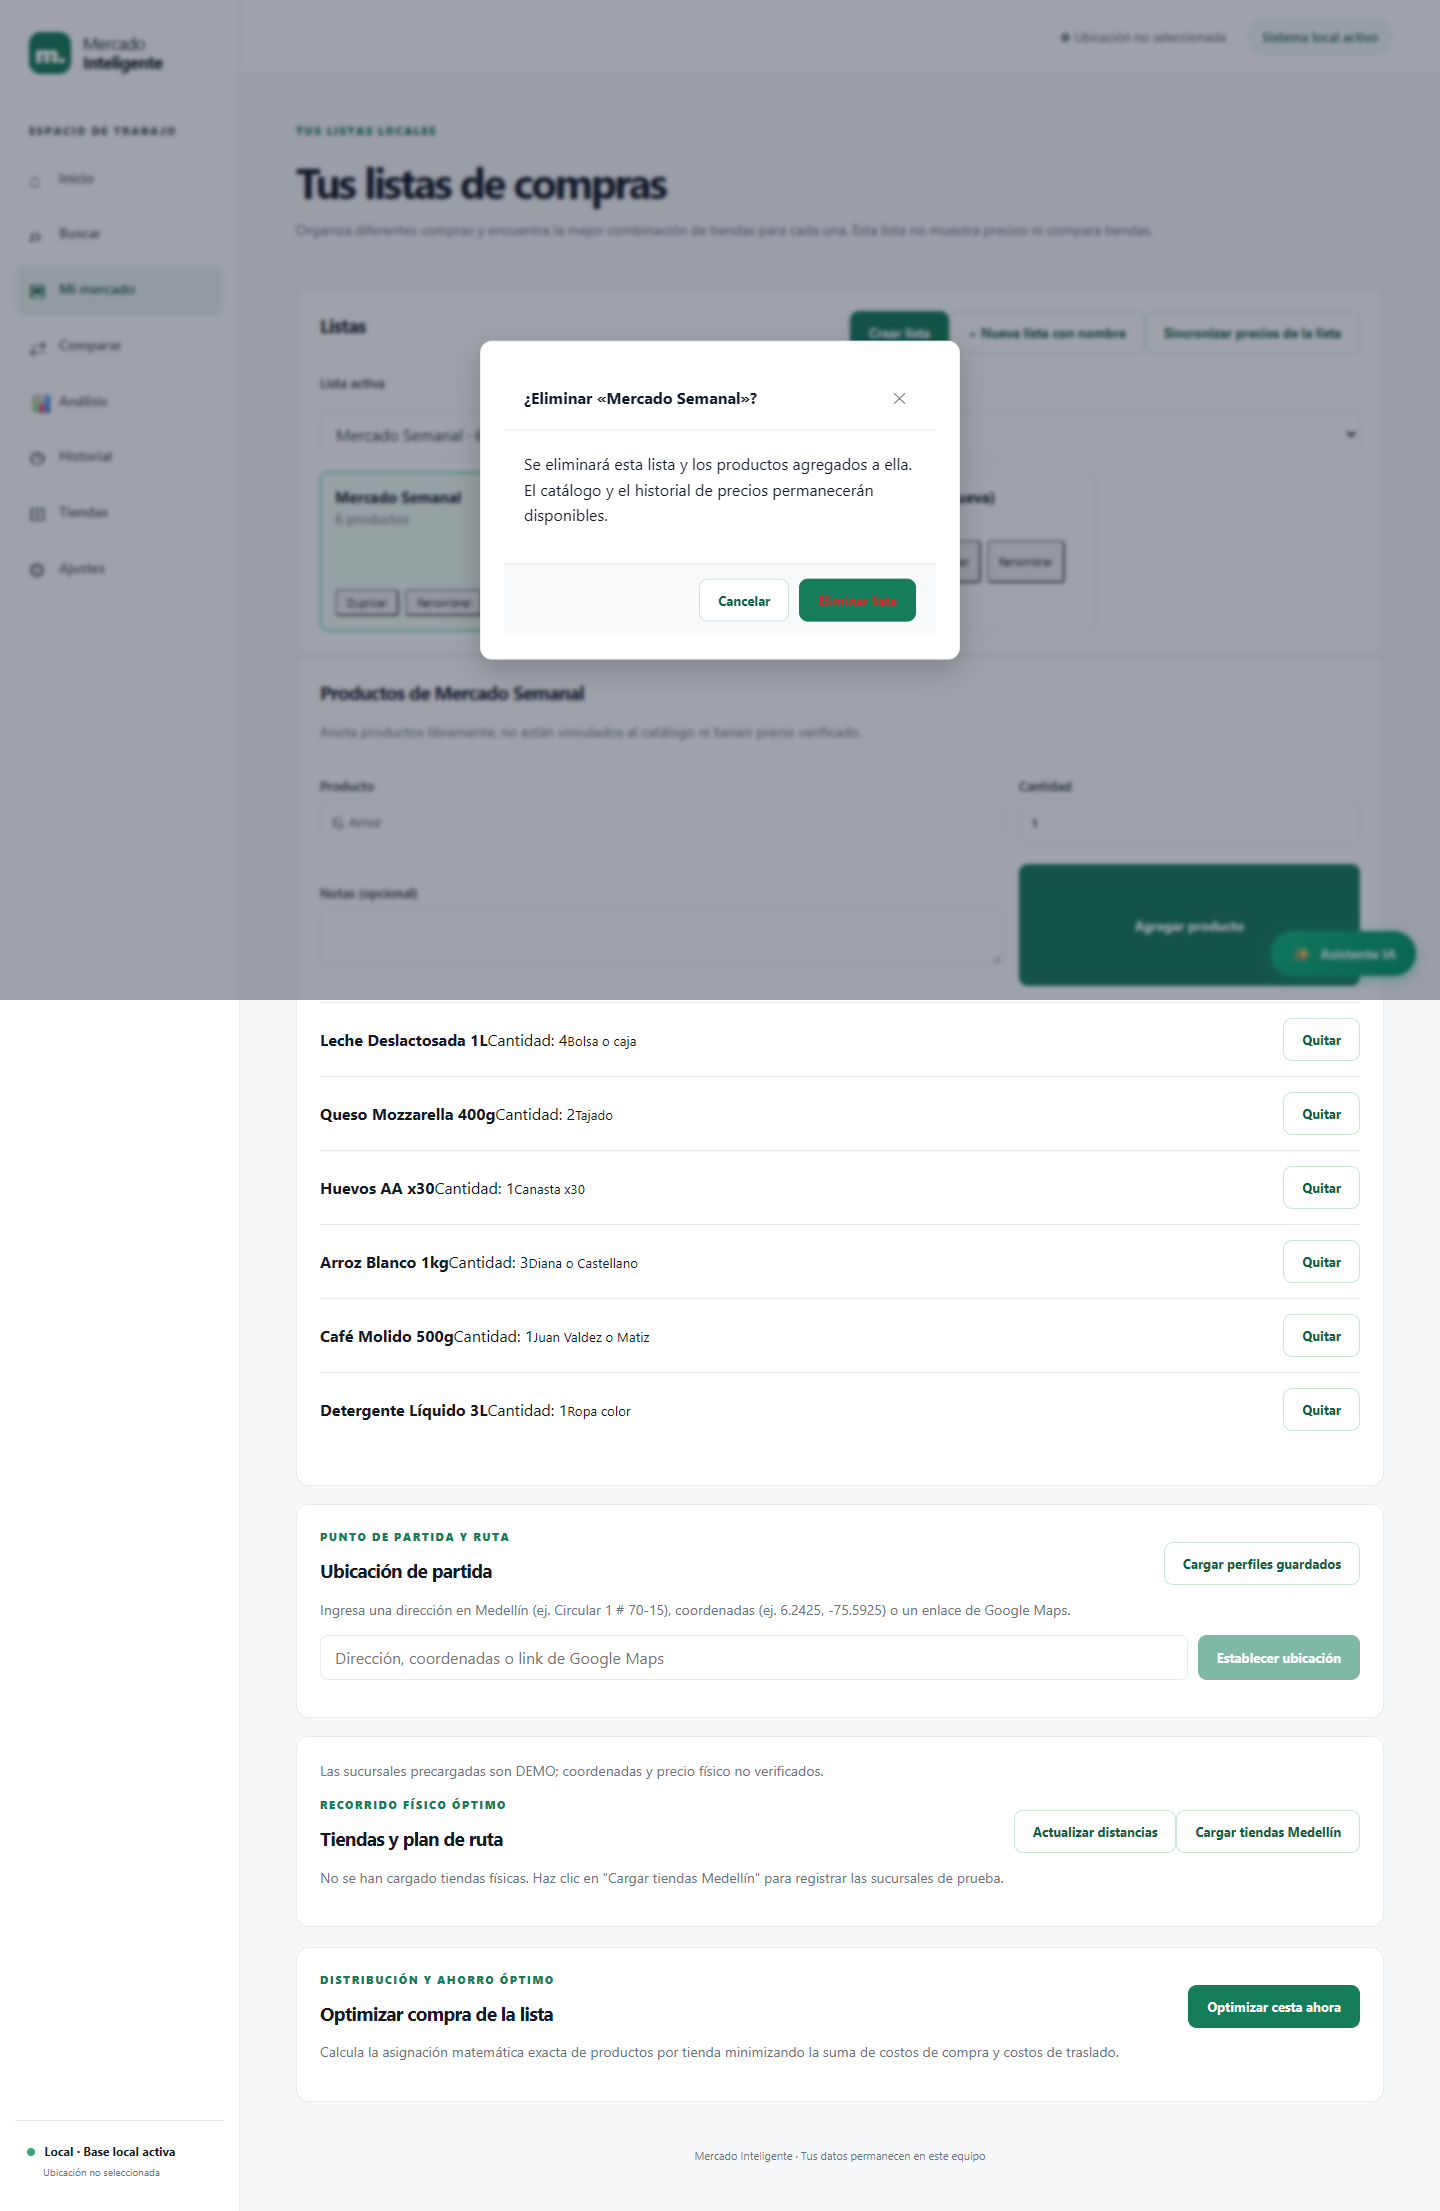 m.
Mercado
Inteligente
Ubicación no seleccionada
Sistema local activo
ESPACIO DE TRABAJO
Inicio
Buscar
Mi mercado
Comparar
Análisis
Historial
Tiendas
Ajustes
TUS LISTAS LOCALES
Tus listas de compras
Organiza diferentes compras y encuentra la mejor combinación de tiendas para cada una. Esta lista no muestra precios ni compara tiendas.
Listas
Crear lista
+ Nueva lista con nombre
Sincronizar precios de la lista
Lista activa
Mercado Semanal · 6
Mercado Semanal
6 productos
Duplicar
Renombrar
ueva)
ar
Renombrar
¿Eliminar «Mercado Semanal»?
Se eliminará esta lista y los productos agregados a ella.
El catálogo y el historial de precios permanecerán
disponibles.
Cancelar
Eliminar lista
Productos de Mercado Semanal
Anota productos libremente: no están vinculados al catálogo ni tienen precio verificado.
Producto
Cantidad
Ej. Arroz
1
Notas (opcional)
Agregar producto
✨ Asistente IA
Leche Deslactosada 1LCantidad: 4Bolsa o caja
Quitar
Queso Mozzarella 400gCantidad: 2Tajado
Quitar
Huevos AA x30Cantidad: 1Canasta x30
Quitar
Arroz Blanco 1kgCantidad: 3Diana o Castellano
Quitar
Café Molido 500gCantidad: 1Juan Valdez o Matiz
Quitar
Detergente Líquido 3LCantidad: 1Ropa color
Quitar
PUNTO DE PARTIDA Y RUTA
Ubicación de partida
Cargar perfiles guardados
Ingresa una dirección en Medellín (ej. Circular 1 # 70-15), coordenadas (ej. 6.2425, -75.5925) o un enlace de Google Maps.
Dirección, coordenadas o link de Google Maps
Establecer ubicación
Las sucursales precargadas son DEMO; coordenadas y precio físico no verificados.
RECORRIDO FÍSICO ÓPTIMO
Tiendas y plan de ruta
Actualizar distancias
Cargar tiendas Medellín
No se han cargado tiendas físicas. Haz clic en "Cargar tiendas Medellín" para registrar las sucursales de prueba.
DISTRIBUCIÓN Y AHORRO ÓPTIMO
Optimizar compra de la lista
Optimizar cesta ahora
Calcula la asignación matemática exacta de productos por tienda minimizando la suma de costos de compra y costos de traslado.
Local · Base local activa
Ubicación no seleccionada
Mercado Inteligente · Tus datos permanecen en este equipo